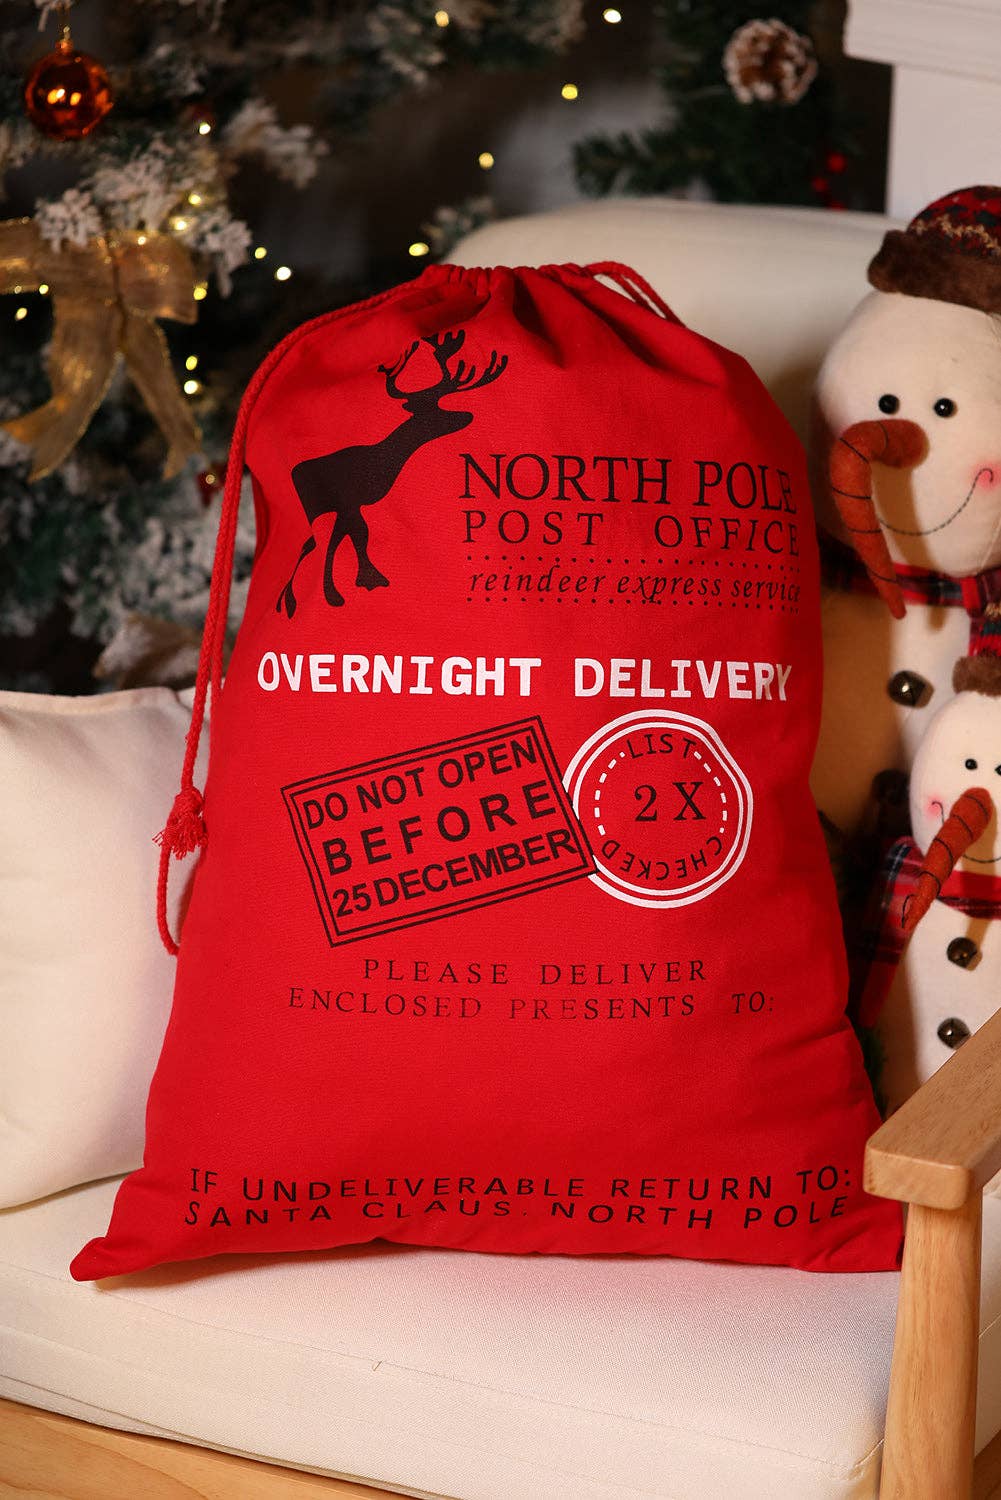 NORTH POLE
POST OFFICE
reindeer express service
OVERNIGHT DELIVERY
DO NOT OPEN
BEFORE
25 DECEMBER
LIST
2 X
CHECKED
PLEASE DELIVER
ENCLOSED PRESENTS TO:
IF UNDELIVERABLE RETURN TO:
SANTA CLAUS. NORTH POLE